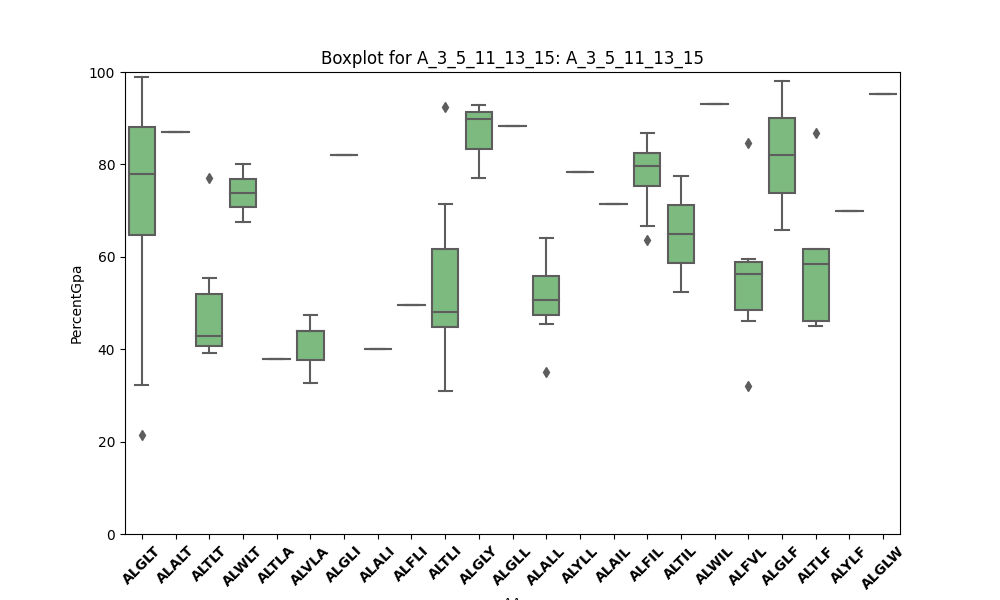 Boxplot for A_3_5_11_13_15: A_3_5_11_13_15
100
80
60
40
20
0
PercentGpa
ALGLT
ALALT
ALTLT
ALWLT
ALTLA
ALVLA
ALGLI
ALALI
ALFLI
ALTLI
ALGLY
ALGLL
ALALL
ALYLL
ALAIL
ALFIL
ALTIL
ALWIL
ALFVL
ALGLF
ALTLF
ALYLF
ALGLW